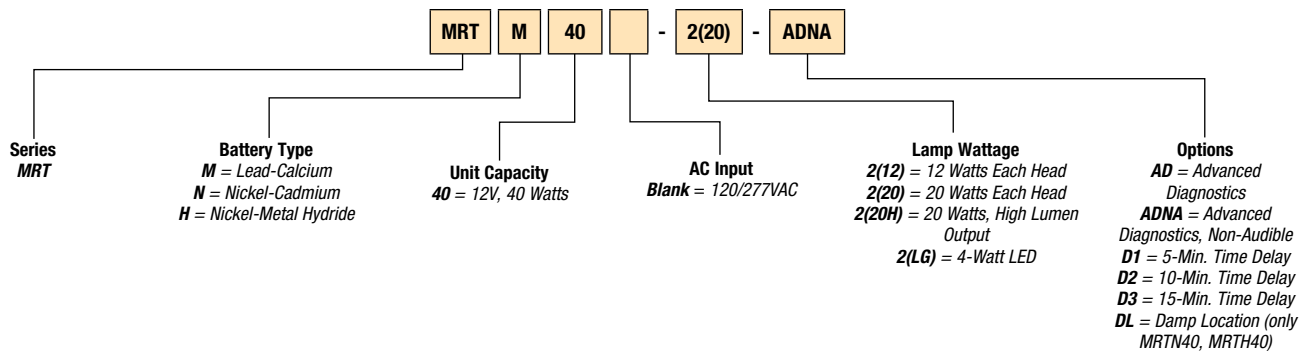 MRT M 40 - 2(20) - ADNA
Series
MRT
Battery Type
M = Lead-Calcium
N = Nickel-Cadmium
H = Nickel-Metal Hydride
Unit Capacity
40 = 12V, 40 Watts
AC Input
Blank = 120/277VAC
Lamp Wattage
2(12) = 12 Watts Each Head
2(20) = 20 Watts Each Head
2(20H) = 20 Watts, High Lumen
Output
2(LG) = 4-Watt LED
Options
AD = Advanced
Diagnostics
ADNA = Advanced
Diagnostics, Non-Audible
D1 = 5-Min. Time Delay
D2 = 10-Min. Time Delay
D3 = 15-Min. Time Delay
DL = Damp Location (only
MRTN40, MRTH40)